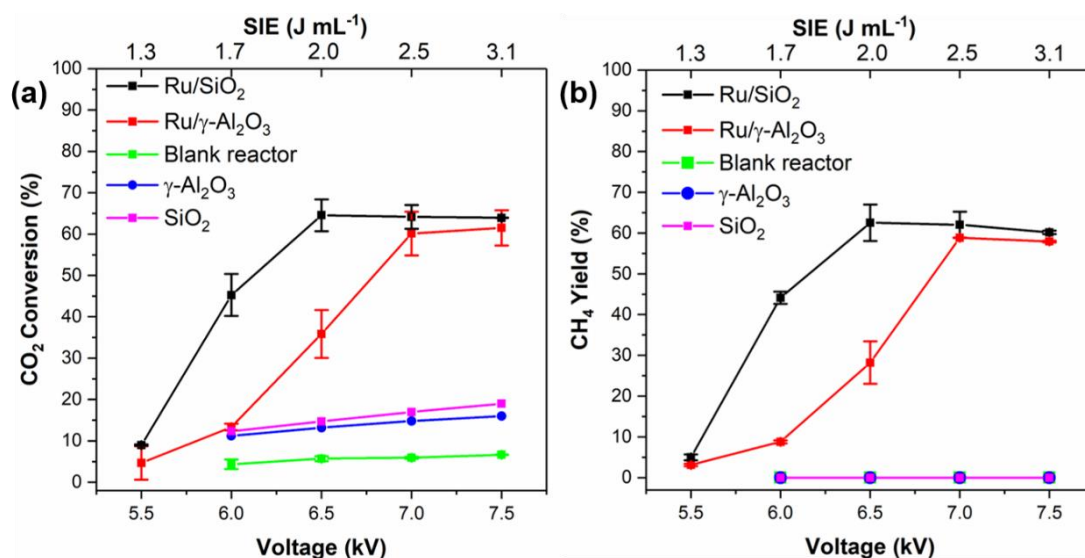 SIE (J mL⁻¹)
1.3 1.7 2.0 2.5 3.1
(a)
100
90
80
70
60
50
40
30
20
10
0
CO₂ Conversion (%)
Ru/SiO₂
Ru/γ-Al₂O₃
Blank reactor
γ-Al₂O₃
SiO₂
5.5 6.0 6.5 7.0 7.5
Voltage (kV)
SIE (J mL⁻¹)
1.3 1.7 2.0 2.5 3.1
(b)
100
90
80
70
60
50
40
30
20
10
0
CH₄ Yield (%)
Ru/SiO₂
Ru/γ-Al₂O₃
Blank reactor
γ-Al₂O₃
SiO₂
5.5 6.0 6.5 7.0 7.5
Voltage (kV)